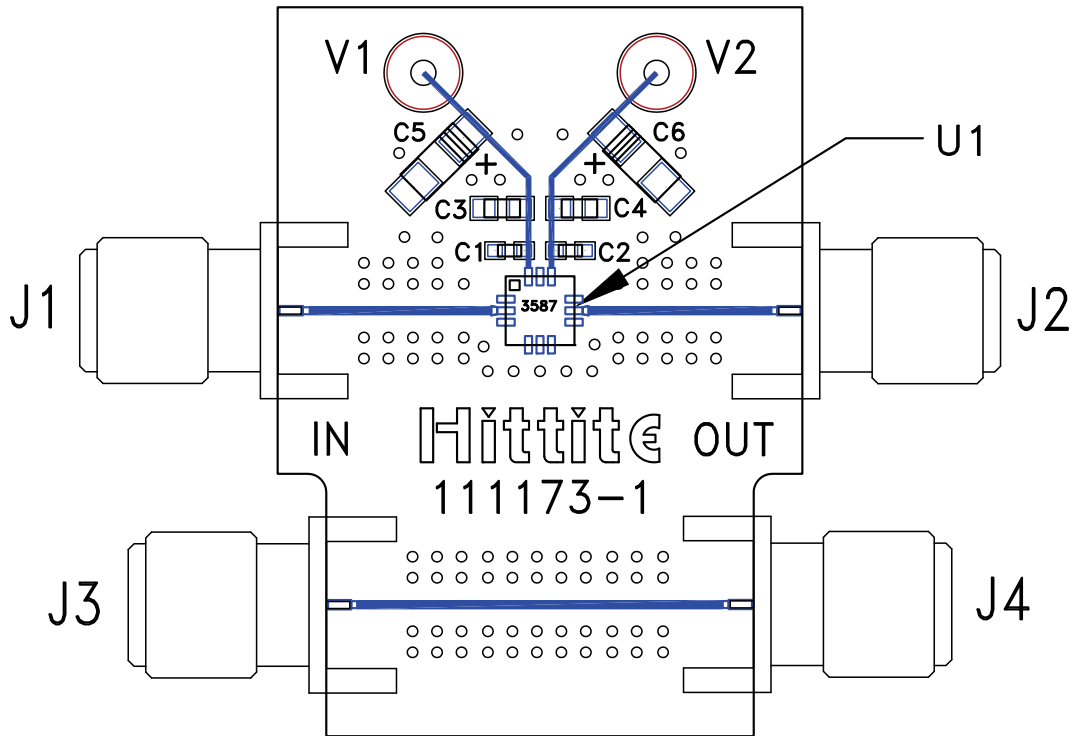 V1
V2
C5
C6
U1
+
+
C3
C4
C1
C2
3587
J1
J2
IN
Hittite
OUT
111173-1
J3
J4